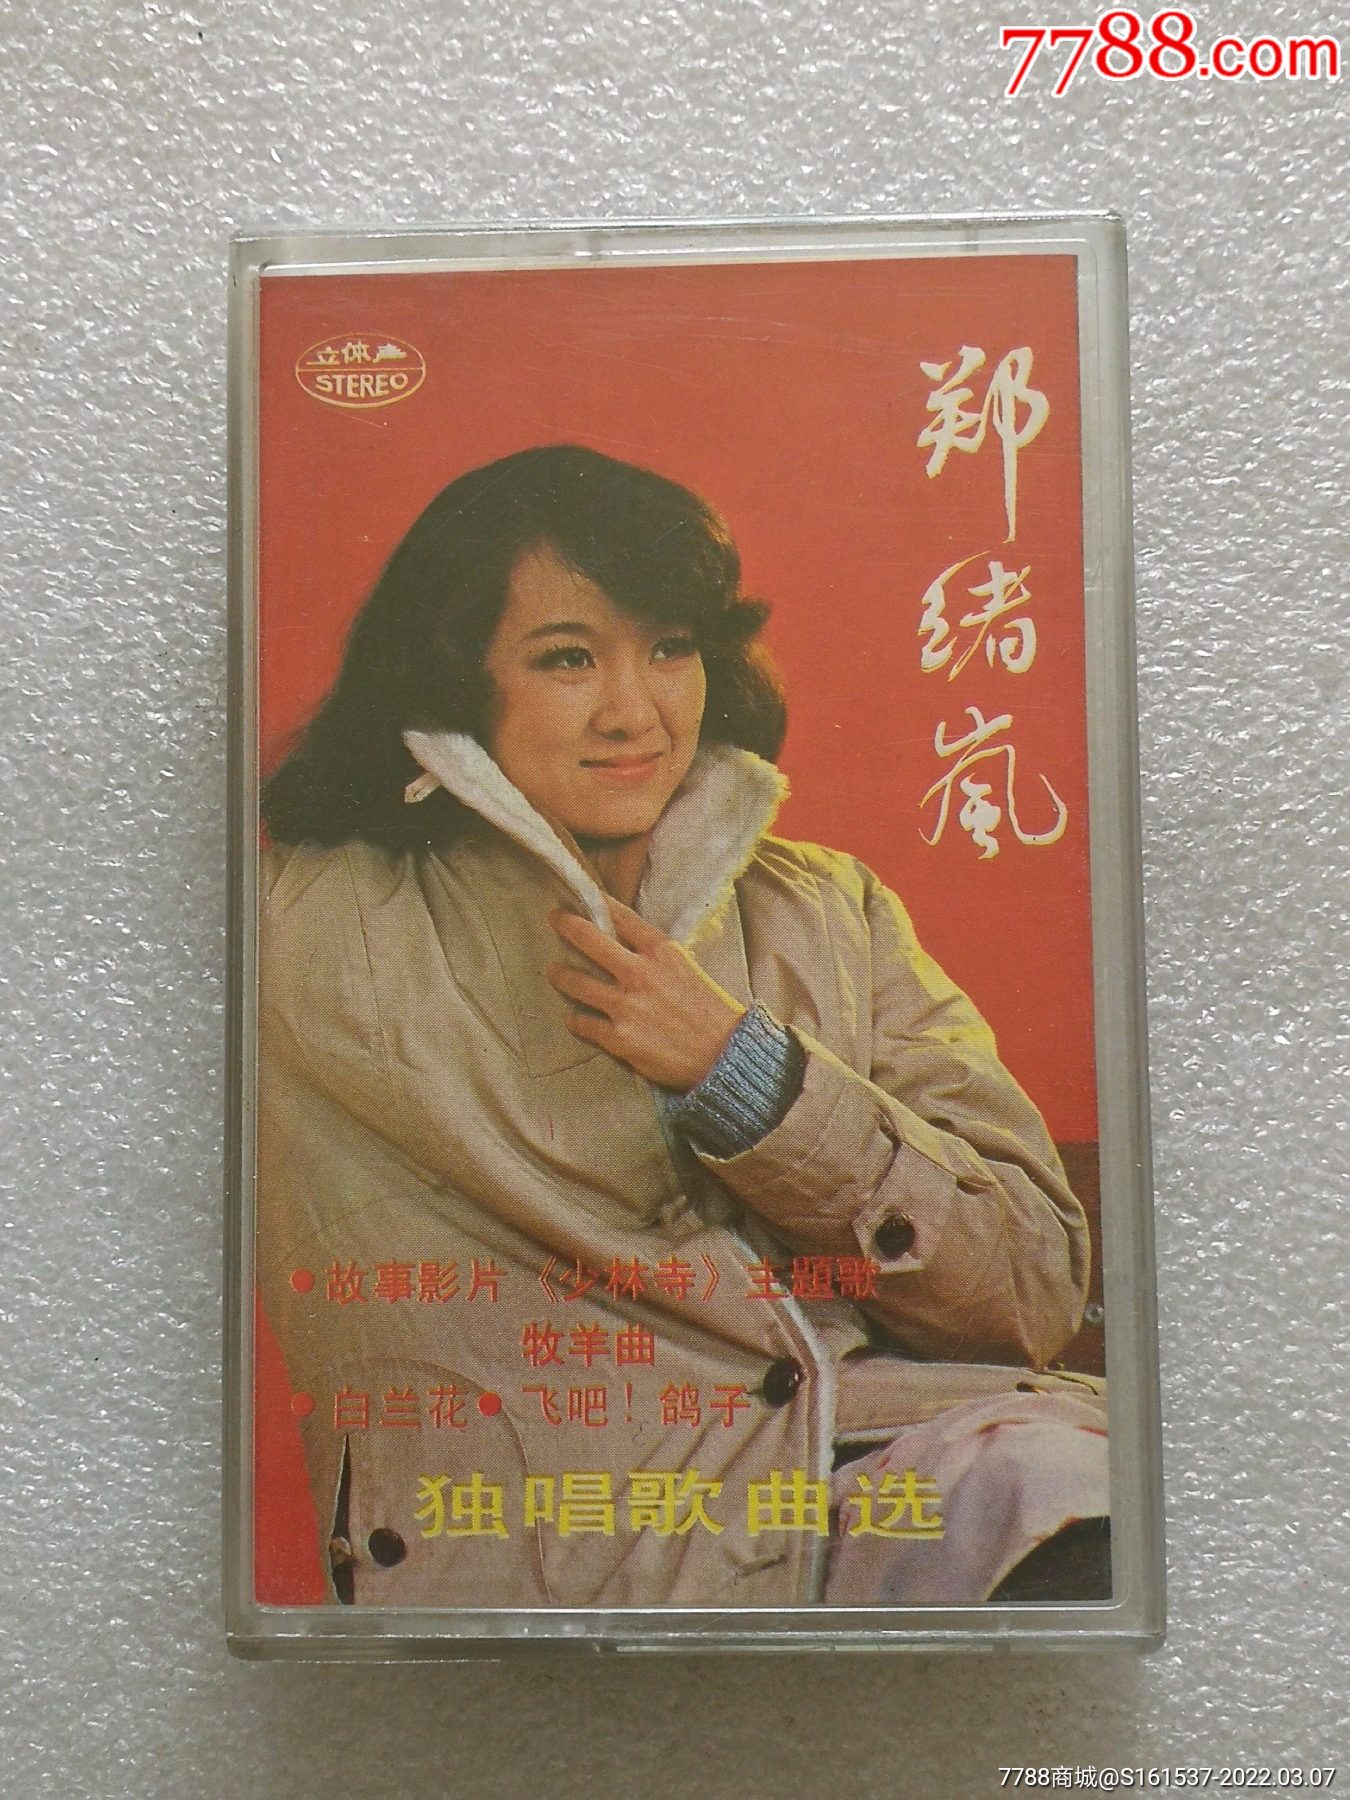 7788.com
立体声
STEREO
郑绪岚
●故事影片《少林寺》主题歌
牧羊曲
●白兰花●飞吧！鸽子
独唱歌曲选
7788商城@S161537-2022.03.07